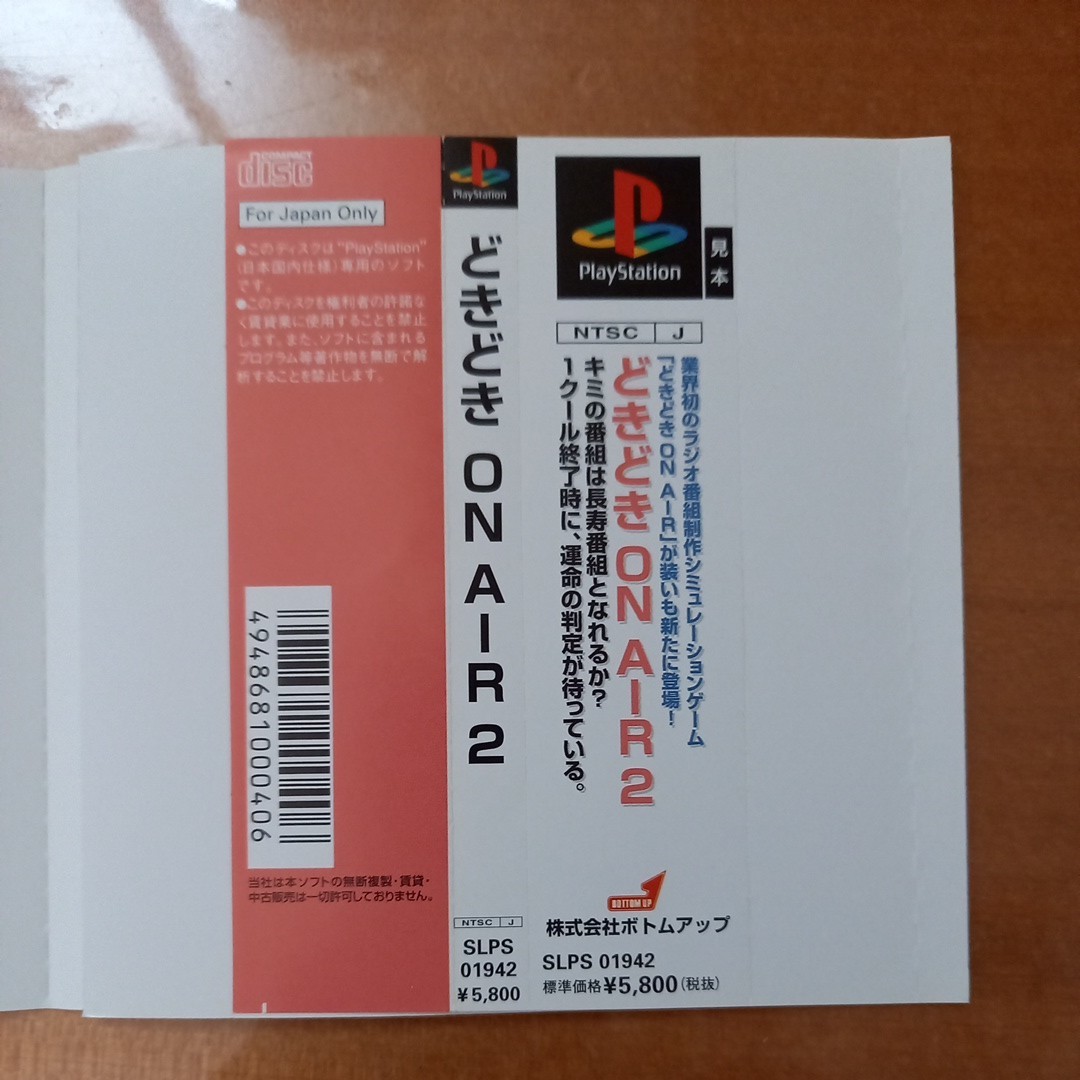 COMPACT
disc
For Japan Only
●このディスクは"PlayStation"
(日本国内仕様)専用のソフト
です。
●このディスクを権利者の許諾な
く賃貸業に使用することを禁止
します。また、ソフトに含まれる
プログラム等著作物を無断で解
析することを禁止します。
4948681000406
当社は本ソフトの無断複製・賃貸・
中古販売は一切許可しておりません。
PlayStation
どきどき ON AIR 2
NTSC J
SLPS
01942
¥5,800
PlayStation
見本
NTSC J
業界初のラジオ番組制作シミュレーションゲーム
「どきどき ON AIR」が装いも新たに登場!
どきどき ON AIR 2
キミの番組は長寿番組となれるか?
1クール終了時に、運命の判定が待っている。
BOTTOM UP
株式会社ボトムアップ
SLPS 01942
標準価格¥5,800(税抜)